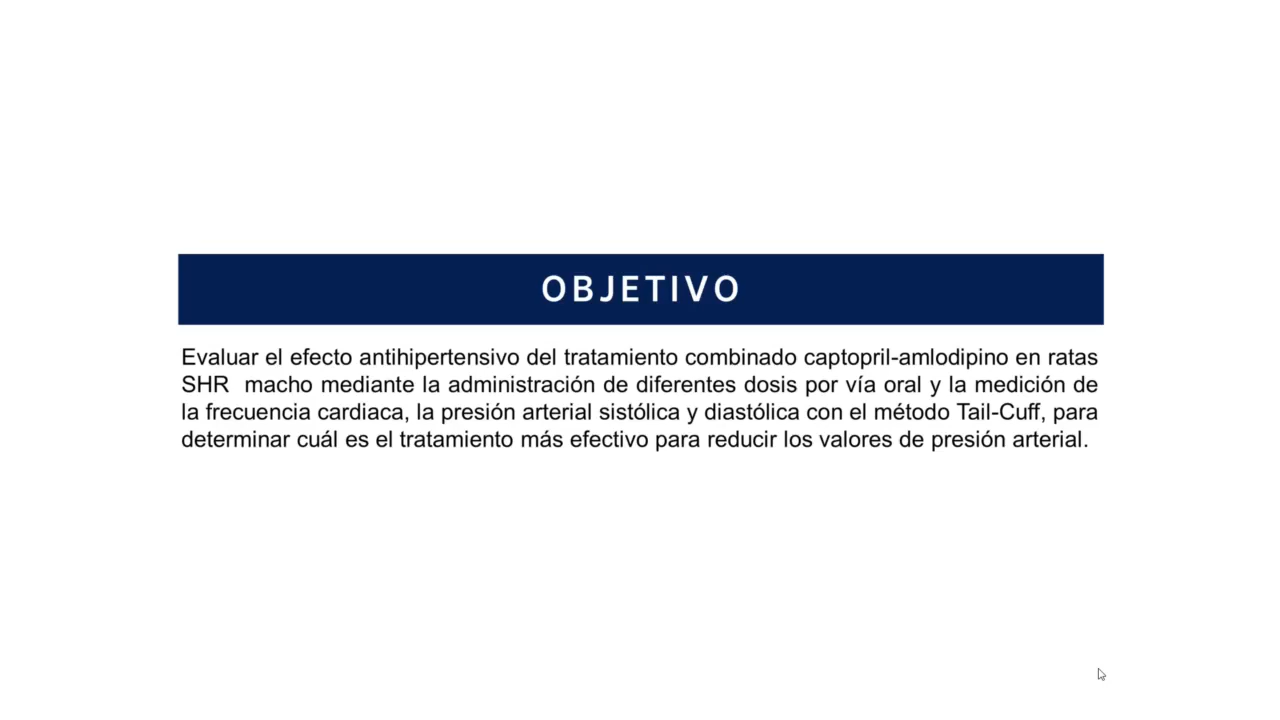 OBJETIVO
Evaluar el efecto antihipertensivo del tratamiento combinado captopril-amlodipino en ratas
SHR  macho mediante la administración de diferentes dosis por vía oral y la medición de
la frecuencia cardiaca, la presión arterial sistólica y diastólica con el método Tail-Cuff, para
determinar cuál es el tratamiento más efectivo para reducir los valores de presión arterial.